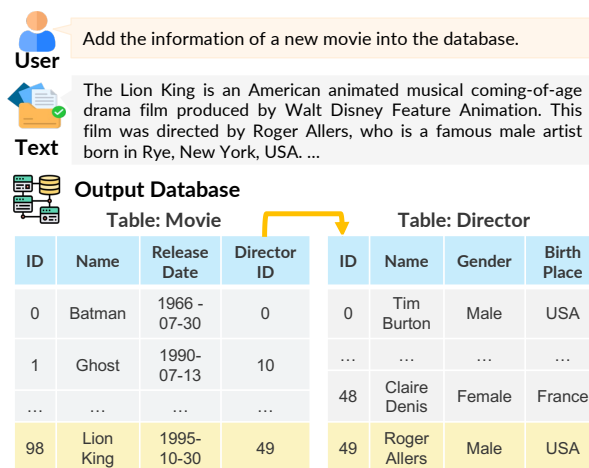 User
Add the information of a new movie into the database.
Text
The Lion King is an American animated musical coming-of-age
drama film produced by Walt Disney Feature Animation. This
film was directed by Roger Allers, who is a famous male artist
born in Rye, New York, USA. ...
Output Database
Table: Movie
ID Name Release Date Director ID
0 Batman 1966 - 07-30 0
1 Ghost 1990- 07-13 10
... ... ... ...
98 Lion King 1995- 10-30 49
Table: Director
ID Name Gender Birth Place
0 Tim Burton Male USA
... ... ... ...
48 Claire Denis Female France
49 Roger Allers Male USA